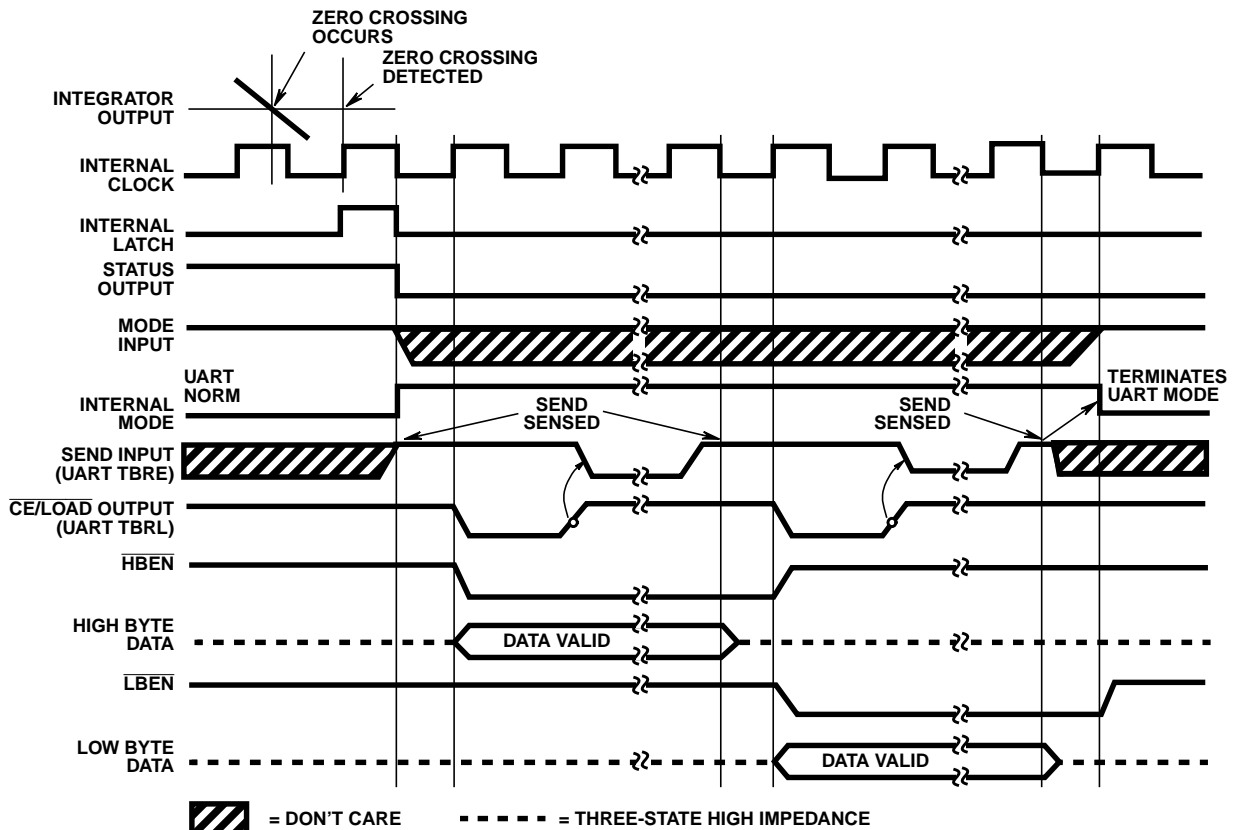 ZERO CROSSING
OCCURS
ZERO CROSSING
DETECTED
INTEGRATOR
OUTPUT
INTERNAL
CLOCK
INTERNAL
LATCH
STATUS
OUTPUT
MODE
INPUT
UART
NORM
TERMINATES
UART MODE
INTERNAL
MODE
SEND
SENSED
SEND
SENSED
SEND INPUT
(UART TBRE)
CE/LOAD OUTPUT
(UART TBRL)
HBEN
HIGH BYTE
DATA
DATA VALID
LBEN
LOW BYTE
DATA
DATA VALID
= DON'T CARE
= THREE-STATE HIGH IMPEDANCE